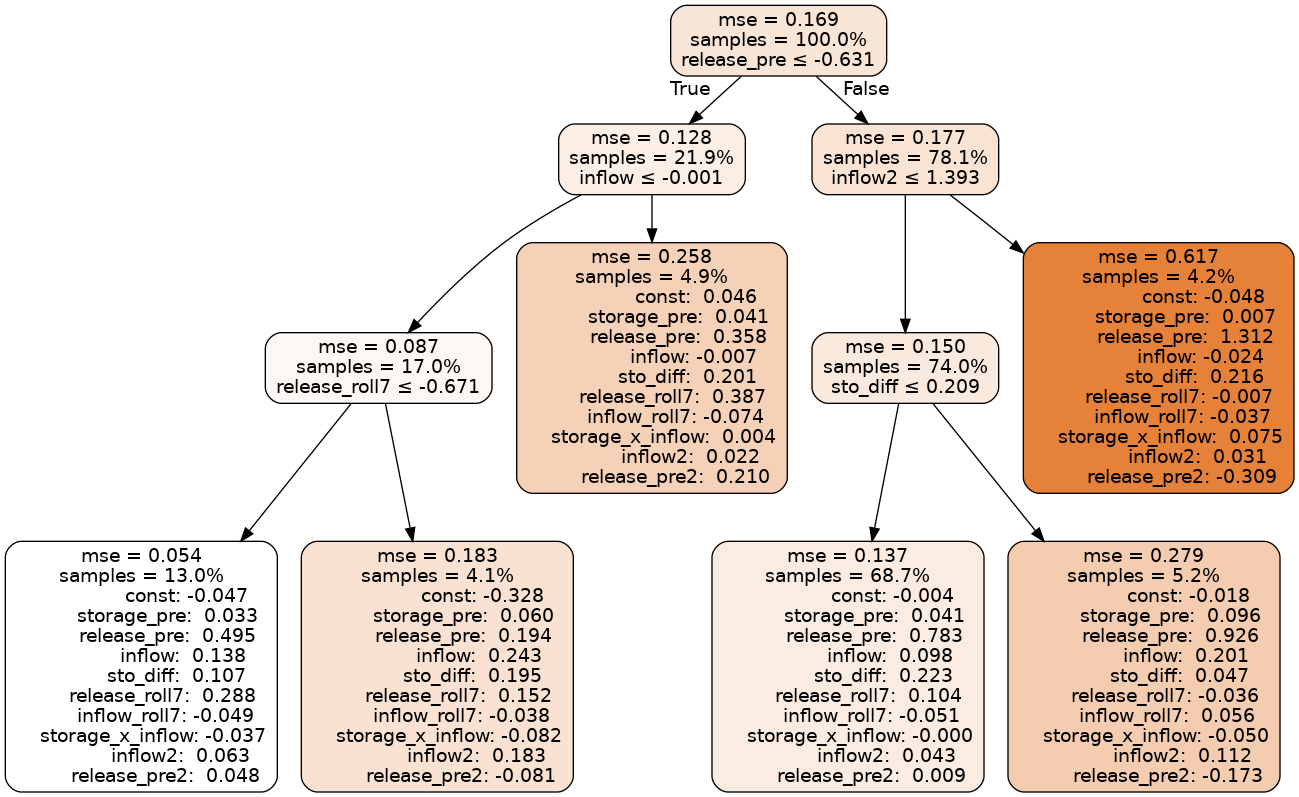 mse = 0.169
samples = 100.0%
release_pre ≤ -0.631
True
False
mse = 0.128
samples = 21.9%
inflow ≤ -0.001
mse = 0.177
samples = 78.1%
inflow2 ≤ 1.393
mse = 0.258
samples = 4.9%
const: 0.046
storage_pre: 0.041
release_pre: 0.358
inflow: -0.007
sto_diff: 0.201
release_roll7: 0.387
inflow_roll7: -0.074
storage_x_inflow: 0.004
inflow2: 0.022
release_pre2: 0.210
mse = 0.617
samples = 4.2%
const: -0.048
storage_pre: 0.007
release_pre: 1.312
inflow: -0.024
sto_diff: 0.216
release_roll7: -0.007
inflow_roll7: -0.037
storage_x_inflow: 0.075
inflow2: 0.031
release_pre2: -0.309
mse = 0.087
samples = 17.0%
release_roll7 ≤ -0.671
mse = 0.150
samples = 74.0%
sto_diff ≤ 0.209
mse = 0.054
samples = 13.0%
const: -0.047
storage_pre: 0.033
release_pre: 0.495
inflow: 0.138
sto_diff: 0.107
release_roll7: 0.288
inflow_roll7: -0.049
storage_x_inflow: -0.037
inflow2: 0.063
release_pre2: 0.048
mse = 0.183
samples = 4.1%
const: -0.328
storage_pre: 0.060
release_pre: 0.194
inflow: 0.243
sto_diff: 0.195
release_roll7: 0.152
inflow_roll7: -0.038
storage_x_inflow: -0.082
inflow2: 0.183
release_pre2: -0.081
mse = 0.137
samples = 68.7%
const: -0.004
storage_pre: 0.041
release_pre: 0.783
inflow: 0.098
sto_diff: 0.223
release_roll7: 0.104
inflow_roll7: -0.051
storage_x_inflow: -0.000
inflow2: 0.043
release_pre2: 0.009
mse = 0.279
samples = 5.2%
const: -0.018
storage_pre: 0.096
release_pre: 0.926
inflow: 0.201
sto_diff: 0.047
release_roll7: -0.036
inflow_roll7: 0.056
storage_x_inflow: -0.050
inflow2: 0.112
release_pre2: -0.173